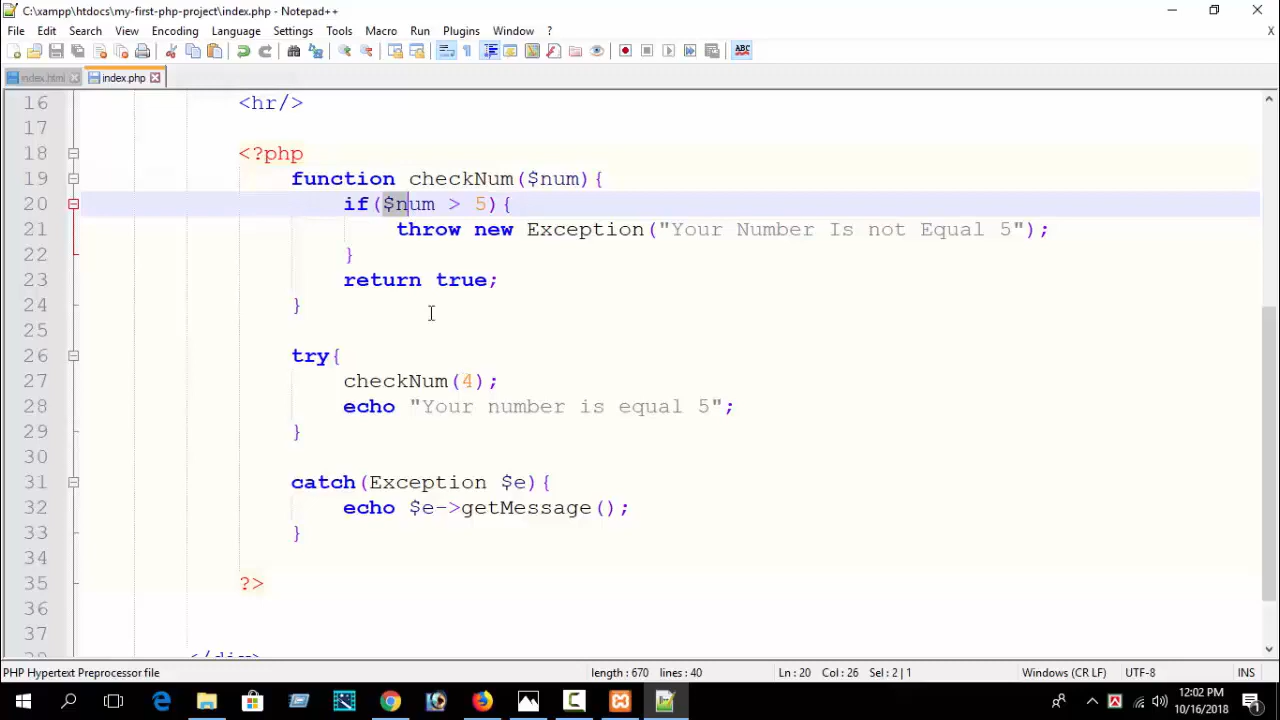 C:\xampp\htdocs\my-first-php-project\index.php - Notepad++
File Edit Search View Encoding Language Settings Tools Macro Run Plugins Window ?
X
ABC
index.html index.php
16 <hr/>
17
18 <?php
19 function checkNum($num){
20 if($num > 5){
21 throw new Exception("Your Number Is not Equal 5");
22 }
23 return true;
24 }
25
26 try{
27 checkNum(4);
28 echo "Your number is equal 5";
29 }
30
31 catch(Exception $e){
32 echo $e->getMessage();
33 }
34
35 ?>
36
37
38 </div>
PHP Hypertext Preprocessor file length : 670 lines : 40 Ln : 20 Col : 26 Sel : 2 | 1 Windows (CR LF) UTF-8 INS
12:02 PM
10/16/2018